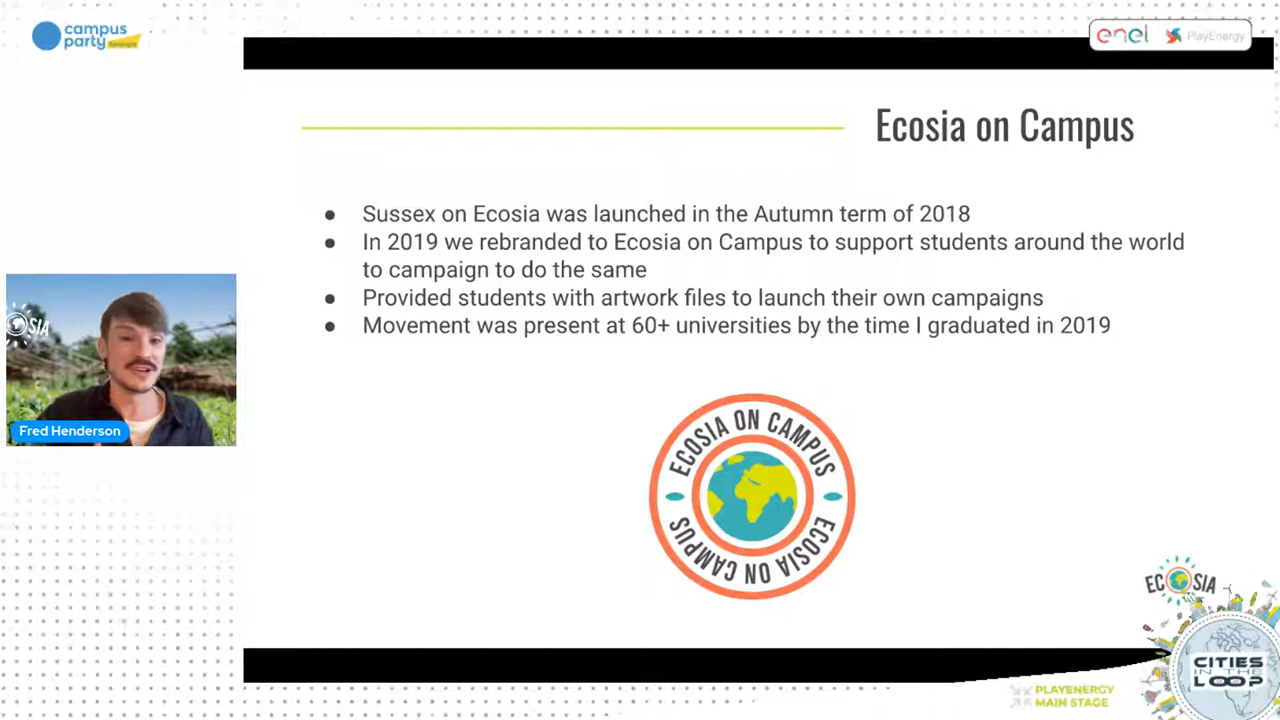 campus
party
enel PlayEnergy
Ecosia on Campus
● Sussex on Ecosia was launched in the Autumn term of 2018
● In 2019 we rebranded to Ecosia on Campus to support students around the world
to campaign to do the same
● Provided students with artwork files to launch their own campaigns
● Movement was present at 60+ universities by the time I graduated in 2019
SIA
Fred Henderson
ECOSIA ON CAMPUS
ECOSIA ON CAMPUS
ECOSIA
CITIES
IN THE
LOOP
PLAYENERGY
MAIN STAGE